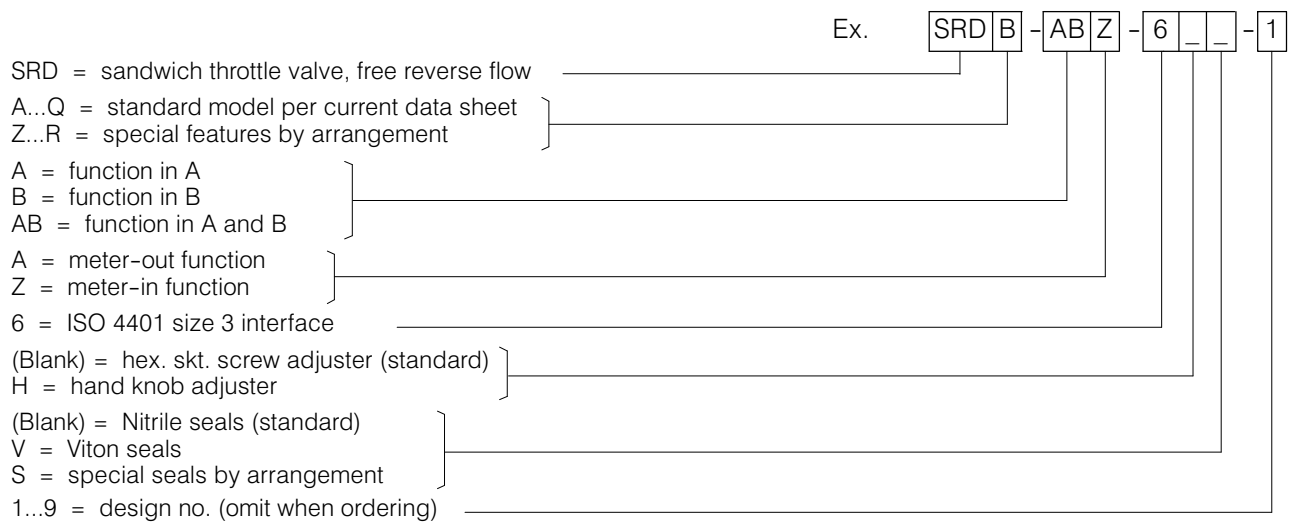 Ex. SRD B -AB Z -6 _ _ -1
SRD = sandwich throttle valve, free reverse flow
A...Q = standard model per current data sheet
Z...R = special features by arrangement
A = function in A
B = function in B
AB = function in A and B
A = meter-out function
Z = meter-in function
6 = ISO 4401 size 3 interface
(Blank) = hex. skt. screw adjuster (standard)
H = hand knob adjuster
(Blank) = Nitrile seals (standard)
V = Viton seals
S = special seals by arrangement
1...9 = design no. (omit when ordering)